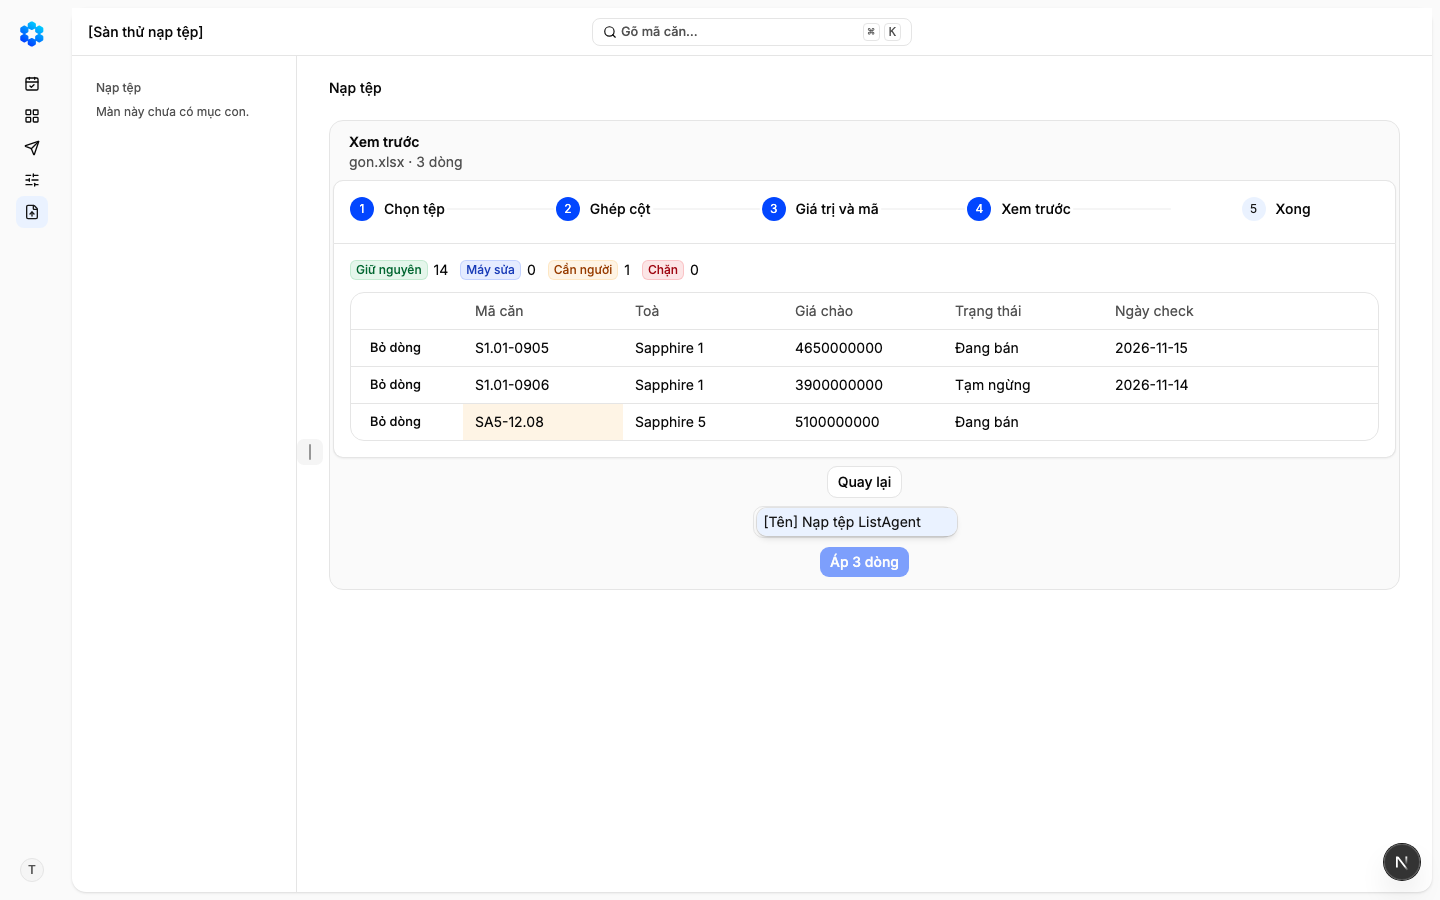 [Sàn thử nạp tệp]
Gõ mã căn...
⌘ K
Nạp tệp
Màn này chưa có mục con.
Nạp tệp
Xem trước
gon.xlsx · 3 dòng
1 Chọn tệp 2 Ghép cột 3 Giá trị và mã 4 Xem trước 5 Xong
Giữ nguyên 14 Máy sửa 0 Cần người 1 Chặn 0
Mã căn Toà Giá chào Trạng thái Ngày check
Bỏ dòng S1.01-0905 Sapphire 1 4650000000 Đang bán 2026-11-15
Bỏ dòng S1.01-0906 Sapphire 1 3900000000 Tạm ngừng 2026-11-14
Bỏ dòng SA5-12.08 Sapphire 5 5100000000 Đang bán
Quay lại
[Tên] Nạp tệp ListAgent
Áp 3 dòng
T
N